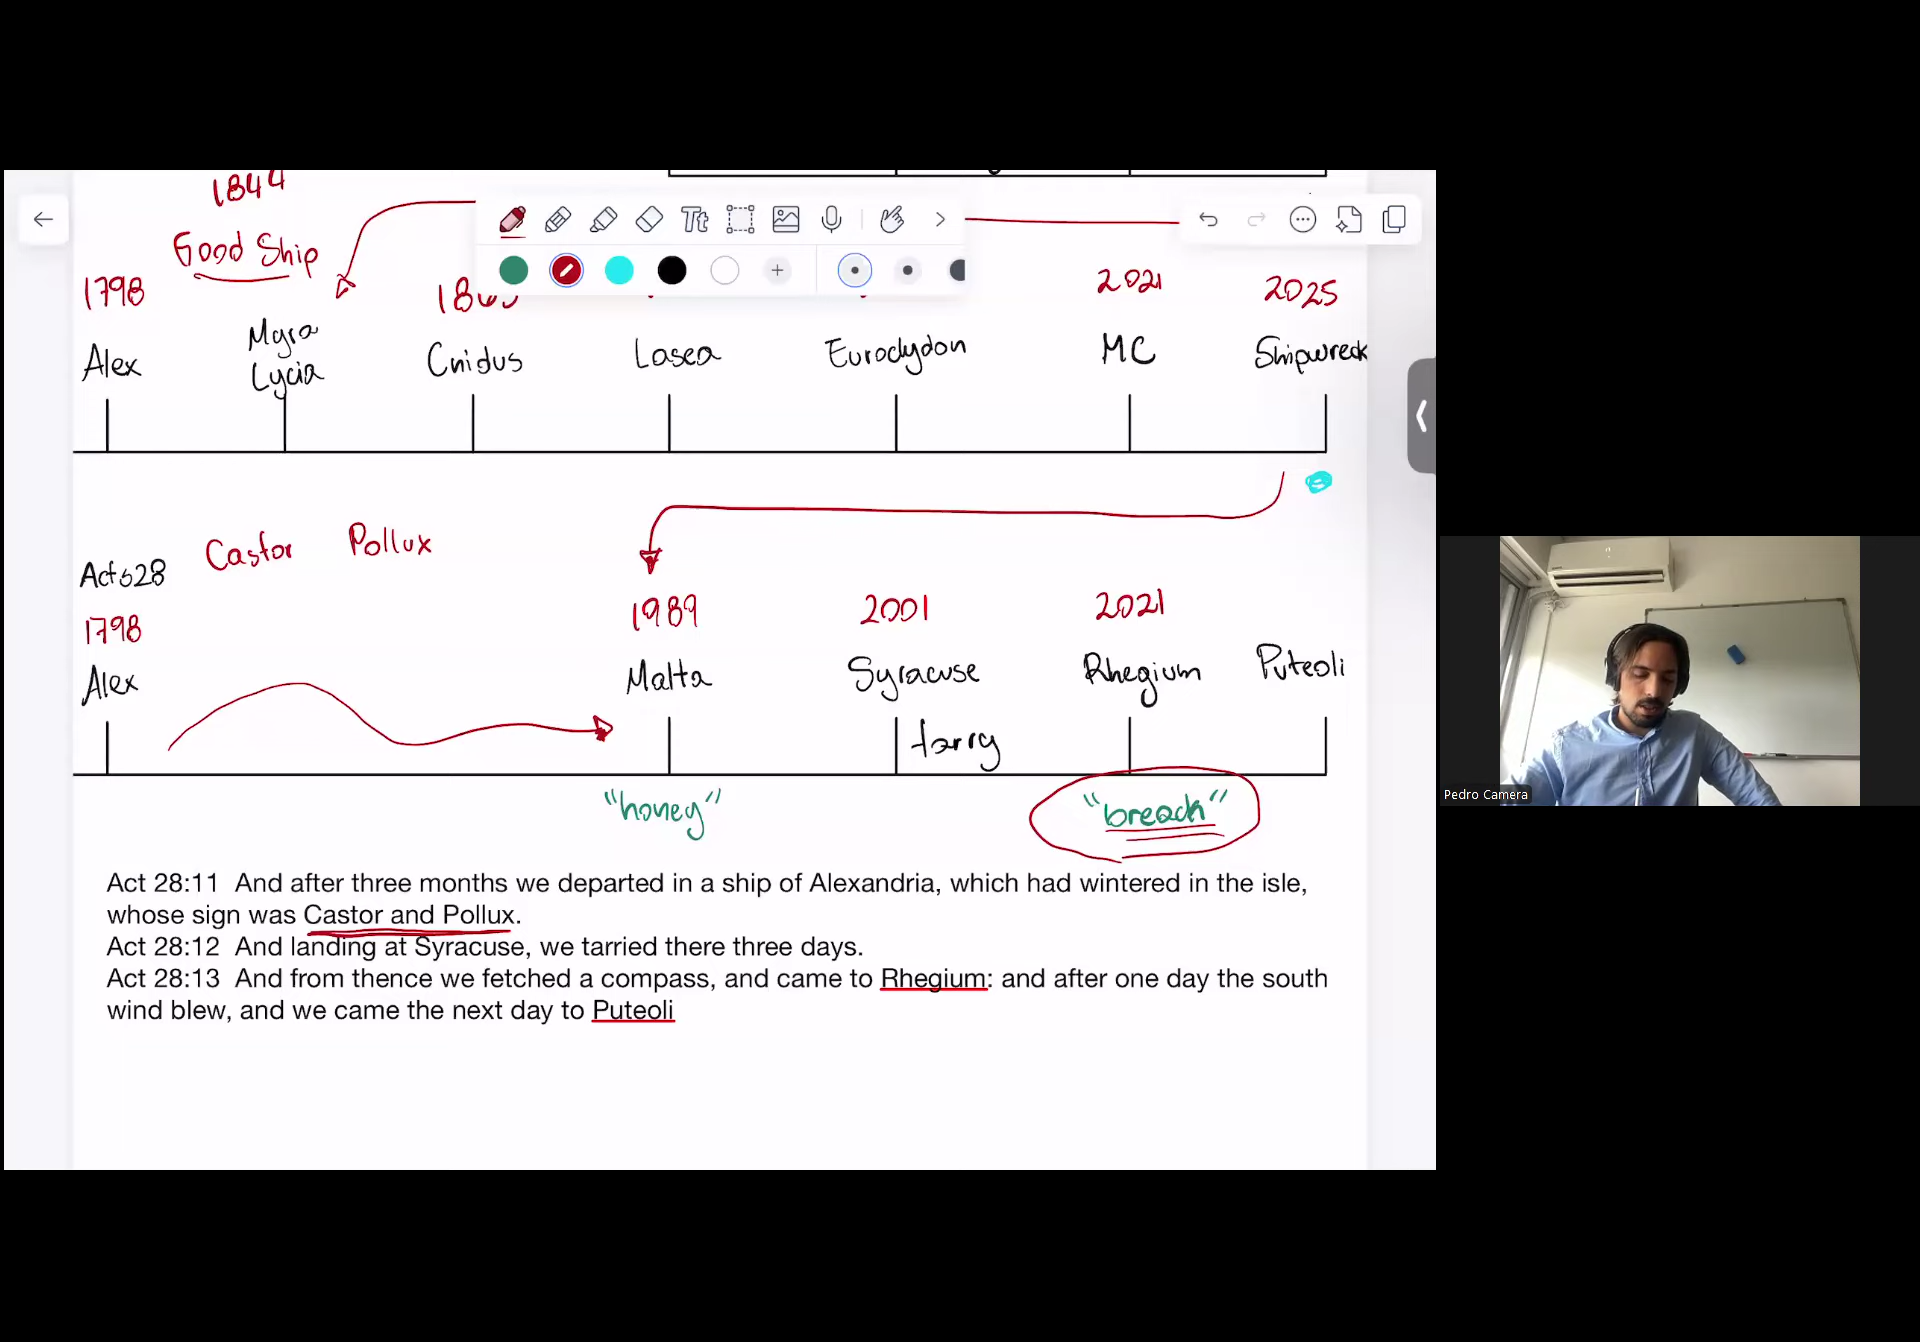 1844
Good Ship
Tt
1798
1863
2021
2025
Alex
Myra
Lycia
Cnidus
Lasea
Euroclydon
MC
Shipwreck
Castor Pollux
Acts28
1798
1989
2001
2021
Alex
Malta
Syracuse
Rhegium
Puteoli
tarry
"honey"
"breach"
Act 28:11 And after three months we departed in a ship of Alexandria, which had wintered in the isle,
whose sign was Castor and Pollux.
Act 28:12 And landing at Syracuse, we tarried there three days.
Act 28:13 And from thence we fetched a compass, and came to Rhegium: and after one day the south
wind blew, and we came the next day to Puteoli
Pedro Camera